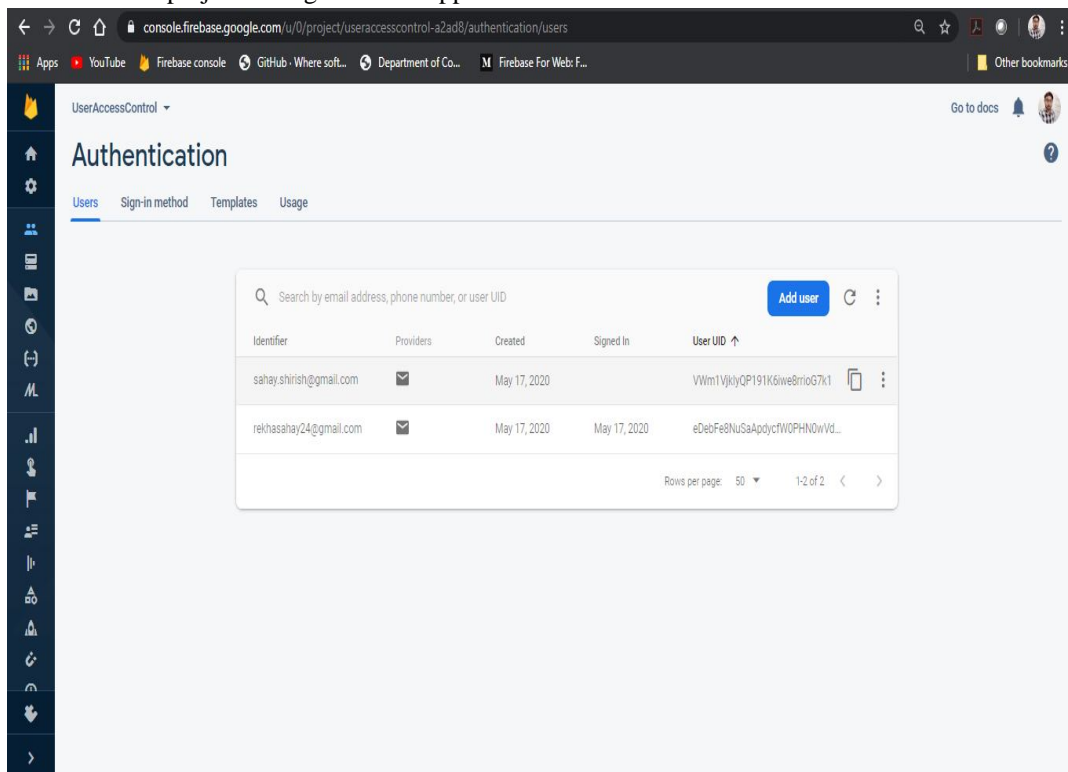 console.firebase.google.com/u/0/project/useraccesscontrol-a2ad8/authentication/users
Apps YouTube Firebase console GitHub · Where soft... Department of Co... M Firebase For Web: F... Other bookmarks
UserAccessControl Go to docs
Authentication
Users Sign-in method Templates Usage
Search by email address, phone number, or user UID Add user
Identifier Providers Created Signed In User UID
sahay.shirish@gmail.com May 17, 2020 VWm1VjklyQP191K6iwe8rrioG7k1
rekhasahay24@gmail.com May 17, 2020 May 17, 2020 eDebFe8NuSaApdycfW0PHN0wVd...
Rows per page: 50 1-2 of 2